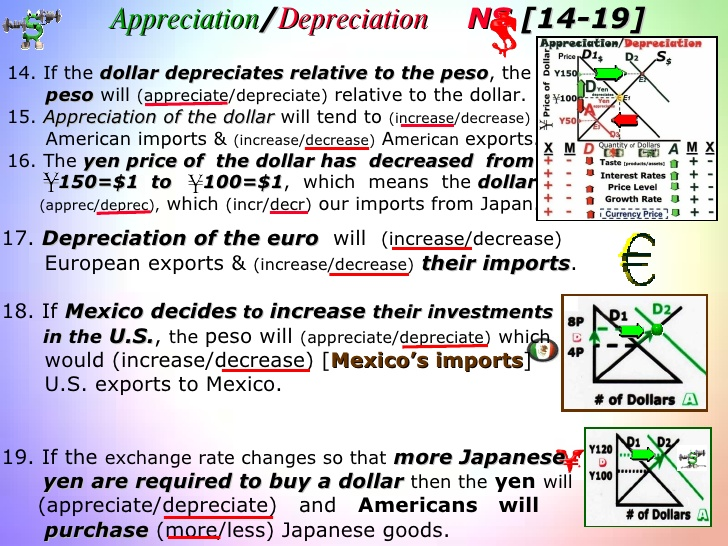 Appreciation/Depreciation NS [14-19]
14. If the dollar depreciates relative to the peso, the
peso will (appreciate/depreciate) relative to the dollar.
15. Appreciation of the dollar will tend to (increase/decrease)
American imports & (increase/decrease) American exports.
16. The yen price of the dollar has decreased from
¥150=$1 to ¥100=$1, which means the dollar
(apprec/deprec), which (incr/decr) our imports from Japan.
17. Depreciation of the euro will (increase/decrease)
European exports & (increase/decrease) their imports.
18. If Mexico decides to increase their investments
in the U.S., the peso will (appreciate/depreciate) which
would (increase/decrease) [Mexico's imports]
U.S. exports to Mexico.
19. If the exchange rate changes so that more Japanese
yen are required to buy a dollar then the yen will
(appreciate/depreciate) and Americans will
purchase (more/less) Japanese goods.
Appreciation/Depreciation
Price D1$ D2 S$
¥ Price of Dollar
Y150
¥100
Y50
D
A
Yen
Yen
E1
X M D Quantity of Dollars A M X
+ - Taste [products/assets] + -
+ - Interest Rates + -
+ - Price Level + -
+ - Growth Rate + -
+ - Currency Price + -
€
D1 D2
8P
D
4P
# of Dollars A
¥
Y120 D1 D2
D
Y100
# of Dollars A